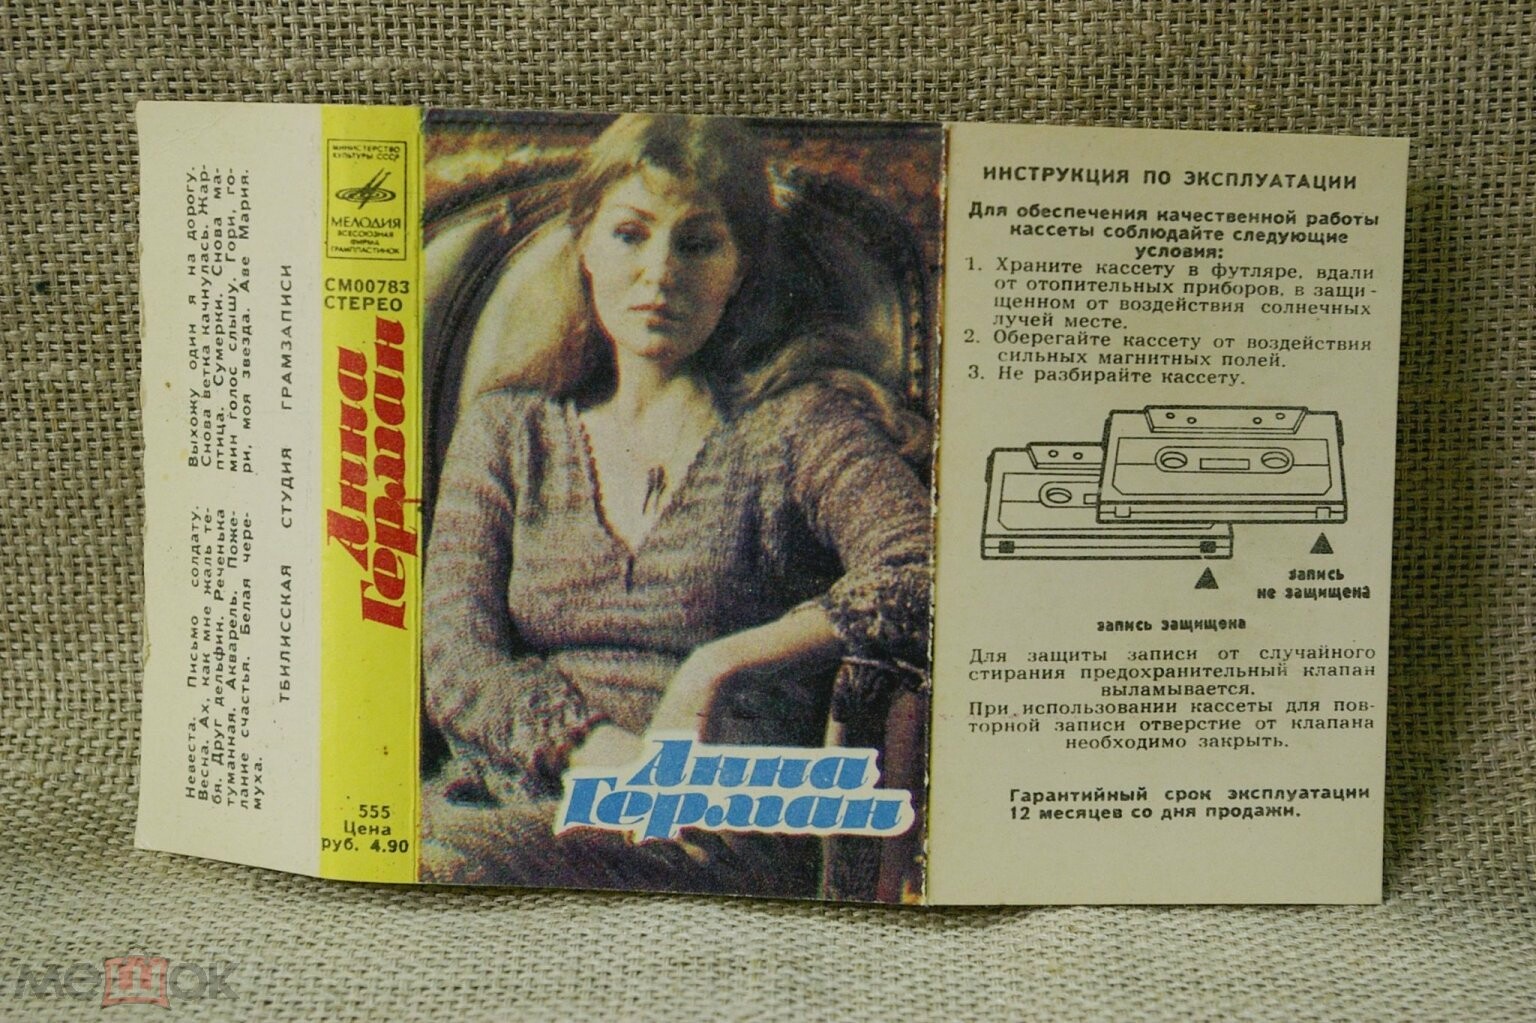 Невеста. Письмо солдату.
Весна. Ах, как мне жаль те-
бя. Друг дельфин. Реченька
туманная. Акварель. Поже-
лание счастья. Белая чере-
муха.
Выхожу один я на дорогу.
Снова ветка качнулась. Жар-
птица. Сумерки. Снова ма-
мин голос слышу. Гори, го-
ри, моя звезда. Аве Мария.
ТБИЛИССКАЯ СТУДИЯ ГРАМЗАПИСИ
МИНИСТЕРСТВО
КУЛЬТУРЫ СССР
МЕЛОДИЯ
ВСЕСОЮЗНАЯ
ФИРМА
ГРАМПЛАСТИНОК
СМ00783
СТЕРЕО
Анна
Герман
555
Цена
руб. 4.90
Анна
Герман
ИНСТРУКЦИЯ ПО ЭКСПЛУАТАЦИИ
Для обеспечения качественной работы
кассеты соблюдайте следующие
условия:
1. Храните кассету в футляре, вдали
от отопительных приборов, в защи-
щенном от воздействия солнечных
лучей месте.
2. Оберегайте кассету от воздействия
сильных магнитных полей.
3. Не разбирайте кассету.
запись
не защищена
запись защищена
Для защиты записи от случайного
стирания предохранительный клапан
выламывается.
При использовании кассеты для пов-
торной записи отверстие от клапана
необходимо закрыть.
Гарантийный срок эксплуатации
12 месяцев со дня продажи.
мешок